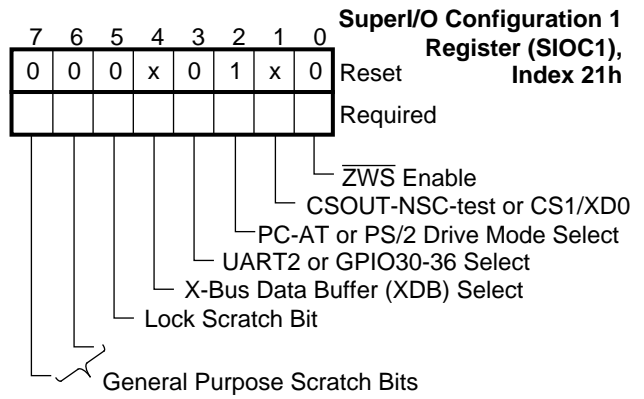 SuperI/O Configuration 1
Register (SIOC1),
Index 21h
7 6 5 4 3 2 1 0
0 0 0 x 0 1 x 0 Reset
Required
ZWS Enable
CSOUT-NSC-test or CS1/XD0
PC-AT or PS/2 Drive Mode Select
UART2 or GPIO30-36 Select
X-Bus Data Buffer (XDB) Select
Lock Scratch Bit
General Purpose Scratch Bits